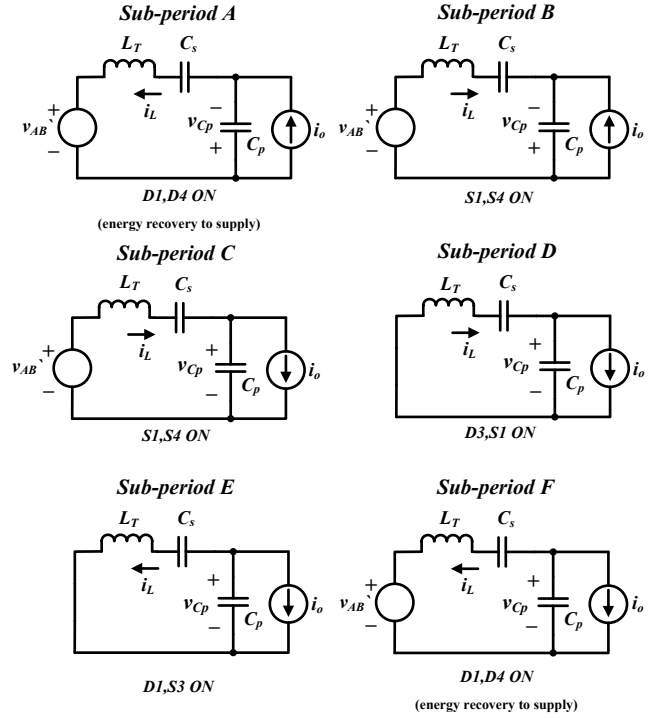 Sub-period A
L_T
C_s
+
v_AB`
−
i_L
−
v_Cp
+
C_p
i_o
D1,D4 ON
(energy recovery to supply)
Sub-period B
L_T
C_s
+
v_AB`
−
i_L
−
v_Cp
+
C_p
i_o
S1,S4 ON
Sub-period C
L_T
C_s
+
v_AB`
−
i_L
+
v_Cp
−
C_p
i_o
S1,S4 ON
Sub-period D
L_T
C_s
i_L
+
v_Cp
−
C_p
i_o
D3,S1 ON
Sub-period E
L_T
C_s
i_L
+
v_Cp
−
C_p
i_o
D1,S3 ON
Sub-period F
L_T
C_s
+
v_AB`
−
i_L
+
v_Cp
−
C_p
i_o
D1,D4 ON
(energy recovery to supply)